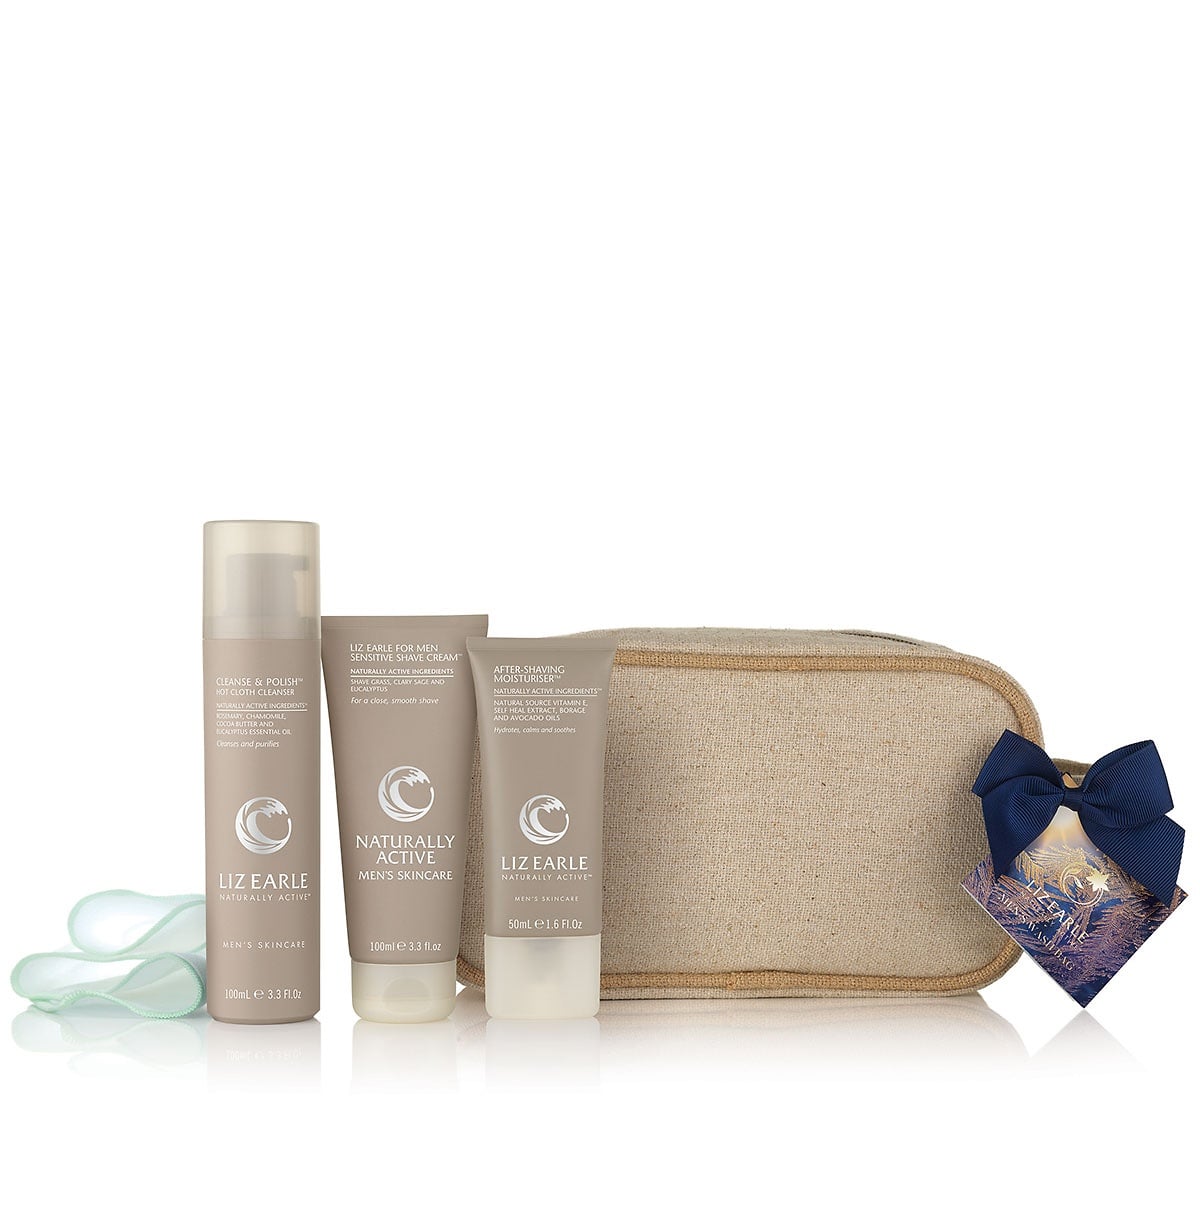 CLEANSE & POLISH™
HOT CLOTH CLEANSER
NATURALLY ACTIVE INGREDIENTS™
ROSEMARY, CHAMOMILE,
COCOA BUTTER AND
EUCALYPTUS ESSENTIAL OIL
Cleanses and purifies
LIZ EARLE
NATURALLY ACTIVE™
MEN'S SKINCARE
100mL ℮ 3.3 Fl.Oz
LIZ EARLE FOR MEN
SENSITIVE SHAVE CREAM™
NATURALLY ACTIVE INGREDIENTS
SHAVE GRASS, CLARY SAGE AND
EUCALYPTUS
For a close, smooth shave
NATURALLY
ACTIVE
MEN'S SKINCARE
100ml ℮ 3.3 fl.oz
AFTER-SHAVING
MOISTURISER™
NATURALLY ACTIVE INGREDIENTS™
NATURAL SOURCE VITAMIN E,
SELF HEAL EXTRACT, BORAGE
AND AVOCADO OILS
Hydrates, calms and soothes
LIZ EARLE
NATURALLY ACTIVE™
MEN'S SKINCARE
50mL ℮ 1.6 Fl.Oz
LIZ EARLE
MEN'S WASHBAG